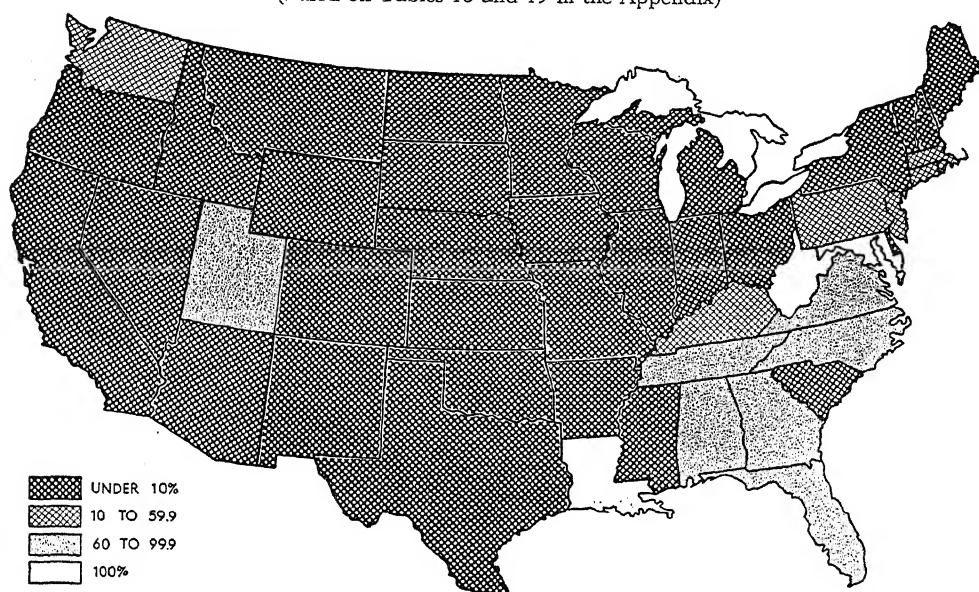 on Tables 18 and 19 in the Appendix)
UNDER 10%
10 TO 59.9
60 TO 99.9
100%